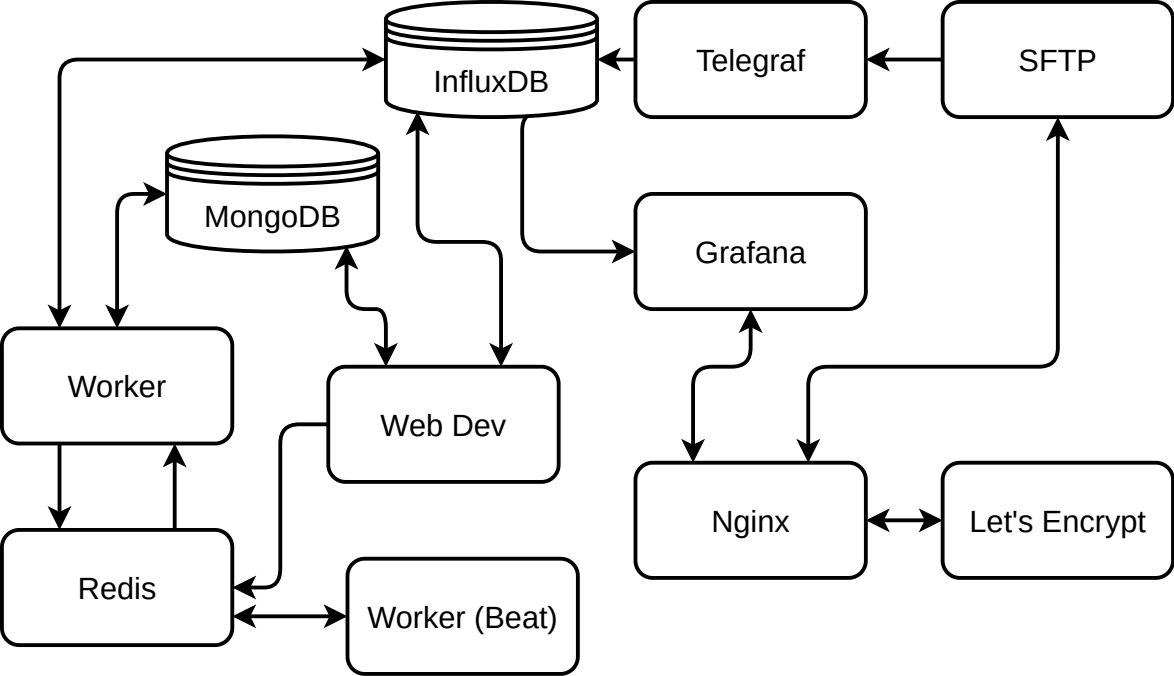 InfluxDB
Telegraf
SFTP
MongoDB
Grafana
Worker
Web Dev
Nginx
Let's Encrypt
Redis
Worker (Beat)